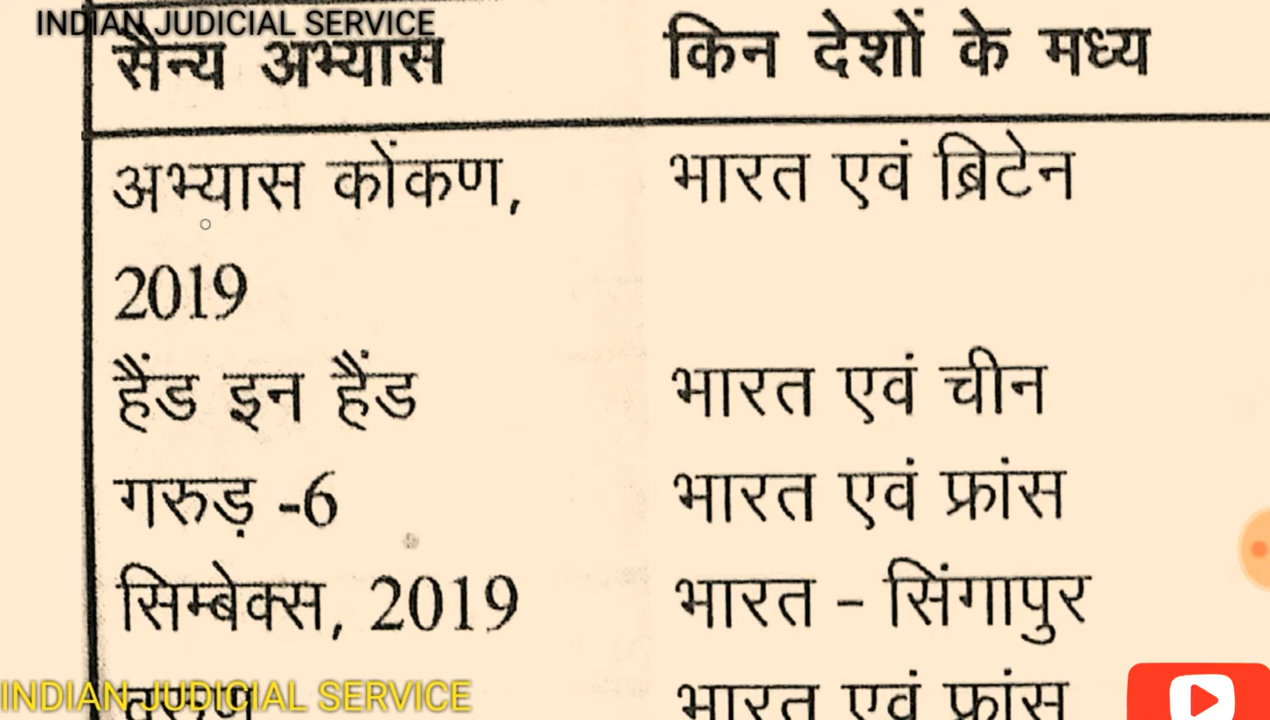 INDIAN JUDICIAL SERVICE
सैन्य अभ्यास किन देशों के मध्य
अभ्यास कोंकण, भारत एवं ब्रिटेन
2019
हैंड इन हैंड भारत एवं चीन
गरुड़ -6 भारत एवं फ्रांस
सिम्बेक्स, 2019 भारत - सिंगापुर
भारत एवं फ्रांस
INDIAN JUDICIAL SERVICE